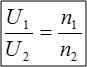 U₁/U₂ = n₁/n₂